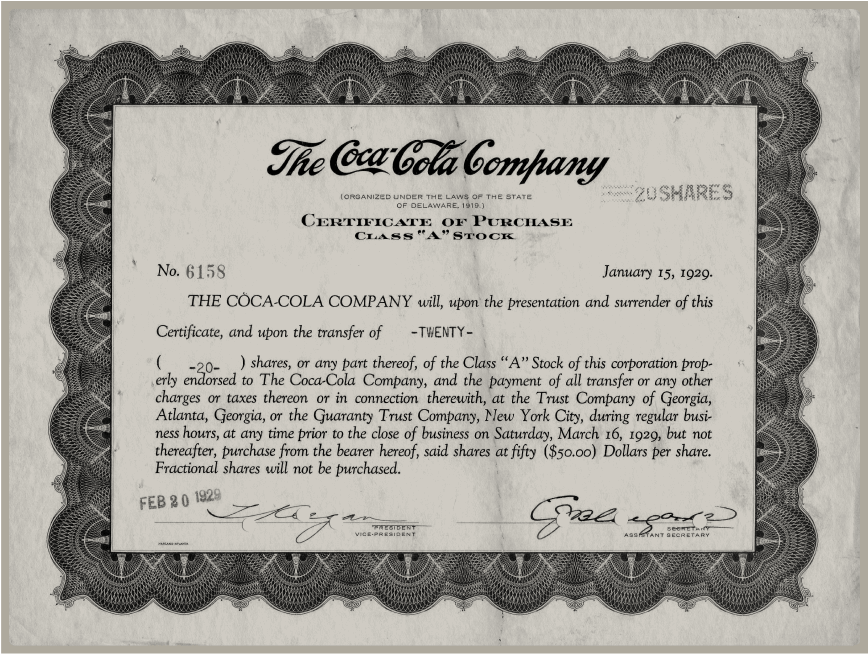 The Coca-Cola Company
(ORGANIZED UNDER THE LAWS OF THE STATE
OF DELAWARE, 1919.)
20 SHARES
CERTIFICATE OF PURCHASE
CLASS "A" STOCK
No. 6158
January 15, 1929.
THE COCA-COLA COMPANY will, upon the presentation and surrender of this
Certificate, and upon the transfer of -TWENTY-
( -20- ) shares, or any part thereof, of the Class "A" Stock of this corporation prop-
erly endorsed to The Coca-Cola Company, and the payment of all transfer or any other
charges or taxes thereon or in connection therewith, at the Trust Company of Georgia,
Atlanta, Georgia, or the Guaranty Trust Company, New York City, during regular busi-
ness hours, at any time prior to the close of business on Saturday, March 16, 1929, but not
thereafter, purchase from the bearer hereof, said shares at fifty ($50.00) Dollars per share.
Fractional shares will not be purchased.
FEB 20 1929
PRESIDENT
VICE-PRESIDENT
SECRETARY
ASSISTANT SECRETARY